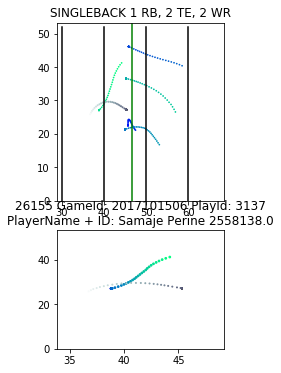 SINGLEBACK 1 RB, 2 TE, 2 WR
50
40
30
20
10
0
30 40 50 60
26155 GameId: 2017101506 PlayId: 3137
PlayerName + ID: Samaje Perine 2558138.0
40
20
0
35 40 45